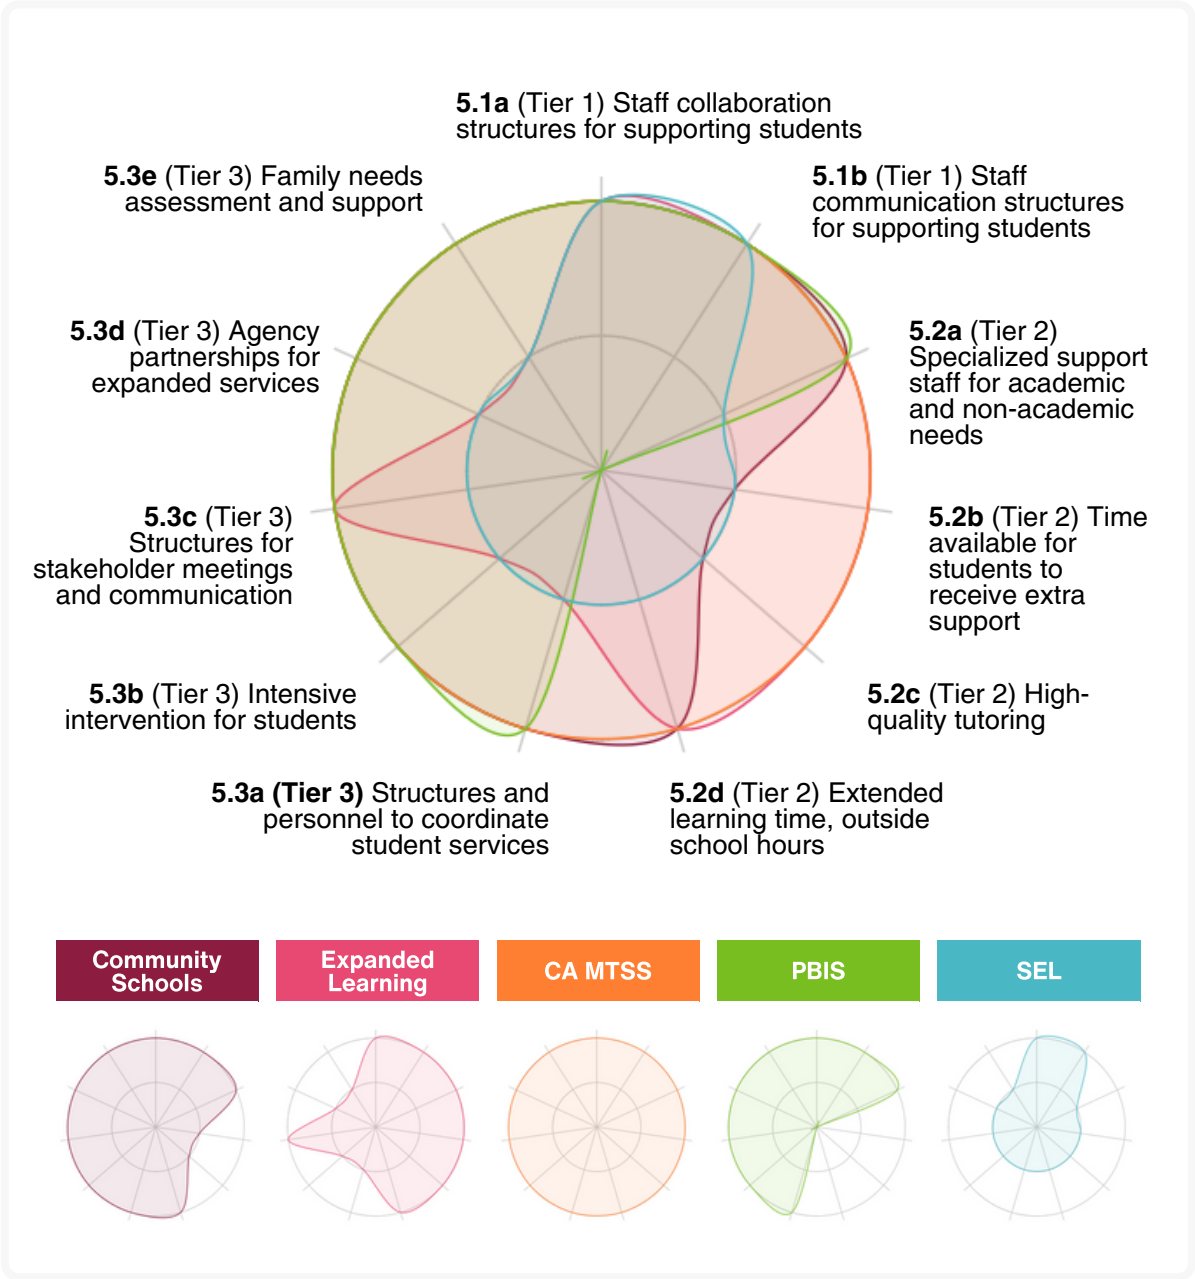 5.1a (Tier 1) Staff collaboration
structures for supporting students
5.1b (Tier 1) Staff
communication structures
for supporting students
5.2a (Tier 2)
Specialized support
staff for academic
and non-academic
needs
5.2b (Tier 2) Time
available for
students to
receive extra
support
5.2c (Tier 2) High-
quality tutoring
5.2d (Tier 2) Extended
learning time, outside
school hours
5.3a (Tier 3) Structures and
personnel to coordinate
student services
5.3b (Tier 3) Intensive
intervention for students
5.3c (Tier 3)
Structures for
stakeholder meetings
and communication
5.3d (Tier 3) Agency
partnerships for
expanded services
5.3e (Tier 3) Family needs
assessment and support
Community
Schools
Expanded
Learning
CA MTSS
PBIS
SEL